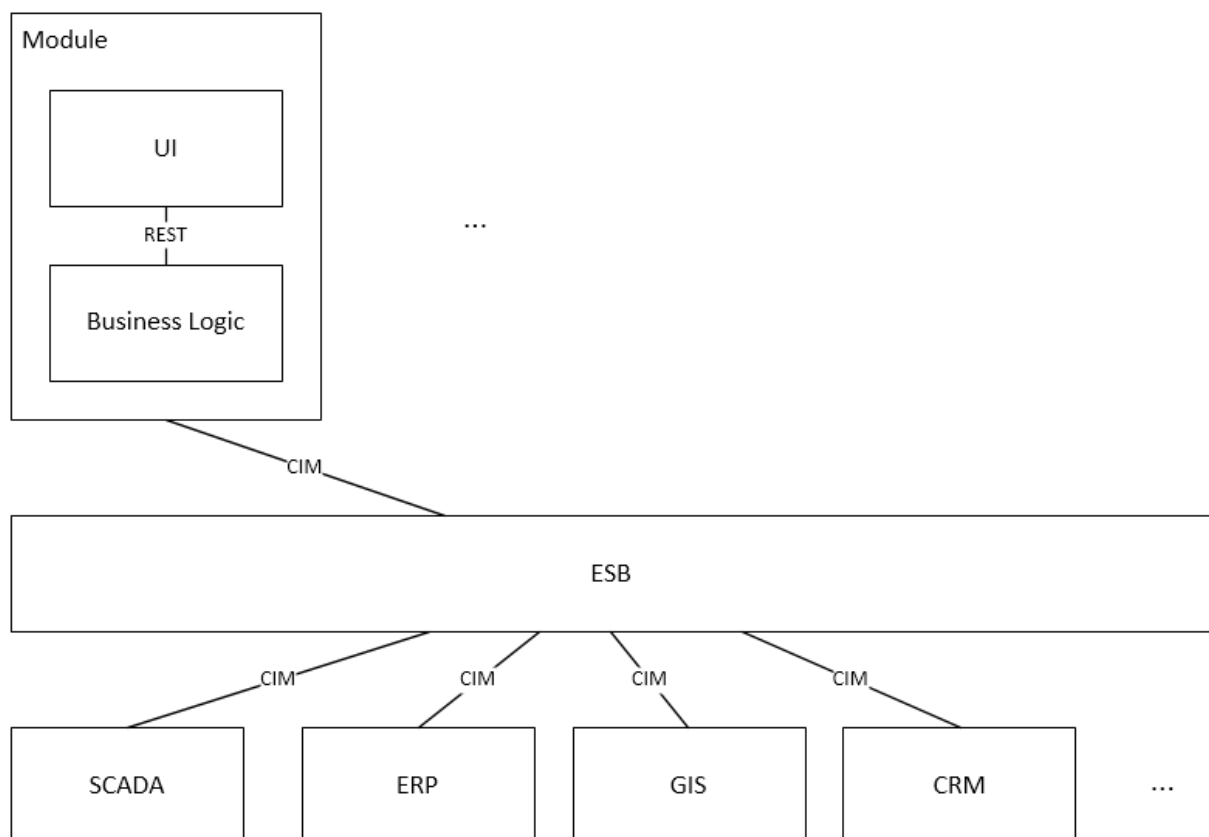 Module
UI
REST
...
Business Logic
CIM
ESB
CIM CIM CIM CIM
SCADA ERP GIS CRM ...